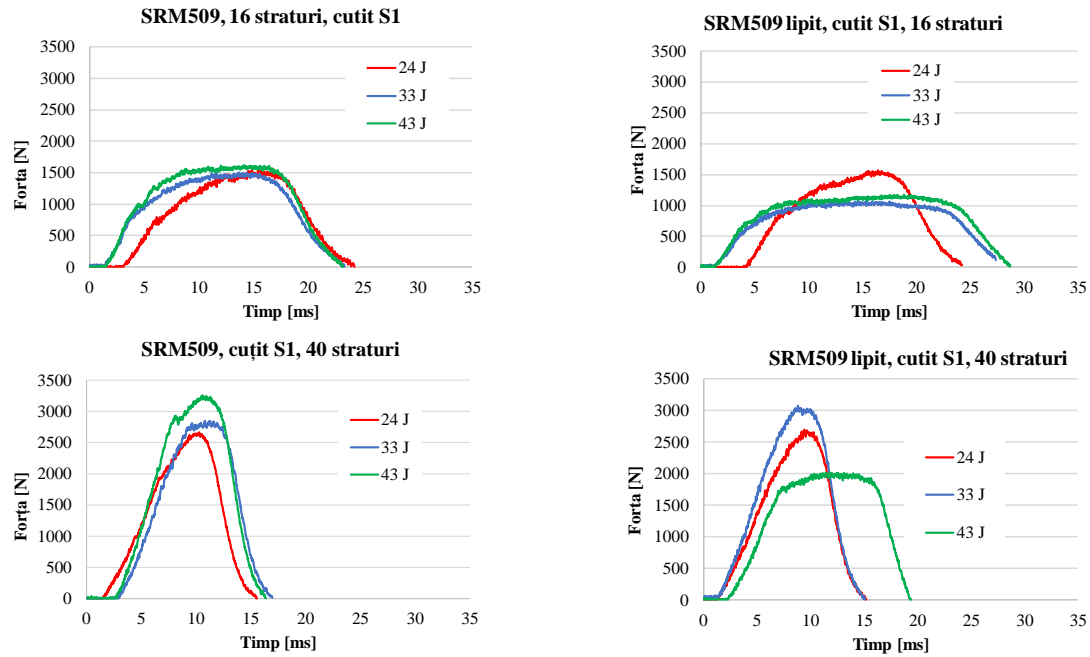 SRM509, 16 straturi, cutit S1
3500
3000
2500
2000
1500
1000
500
0
Forta [N]
24 J
33 J
43 J
0 5 10 15 20 25 30 35
Timp [ms]
SRM509 lipit, cutit S1, 16 straturi
3500
3000
2500
2000
1500
1000
500
0
Forta [N]
24 J
33 J
43 J
0 5 10 15 20 25 30 35
Timp [ms]
SRM509, cuțit S1, 40 straturi
3500
3000
2500
2000
1500
1000
500
0
Forța [N]
24 J
33 J
43 J
0 5 10 15 20 25 30 35
Timp [ms]
SRM509 lipit, cutit S1, 40 straturi
3500
3000
2500
2000
1500
1000
500
0
Forta [N]
24 J
33 J
43 J
0 5 10 15 20 25 30 35
Timp [ms]